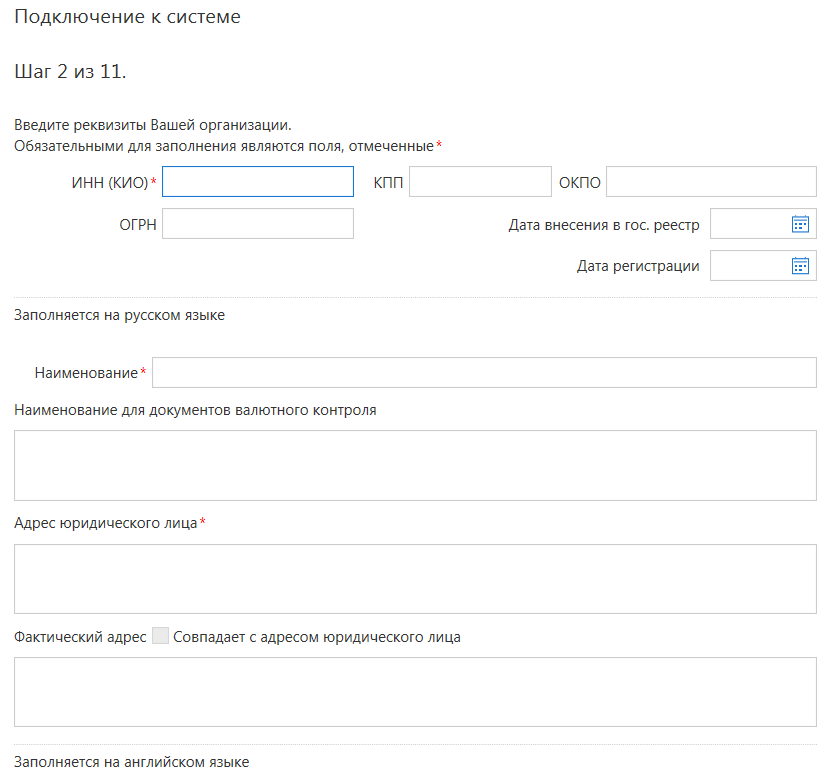 Подключение к системе
Шаг 2 из 11.
Введите реквизиты Вашей организации.
Обязательными для заполнения являются поля, отмеченные*
ИНН (КИО)* КПП ОКПО
ОГРН Дата внесения в гос. реестр
Дата регистрации
Заполняется на русском языке
Наименование*
Наименование для документов валютного контроля
Адрес юридического лица*
Фактический адрес Совпадает с адресом юридического лица
Заполняется на английском языке